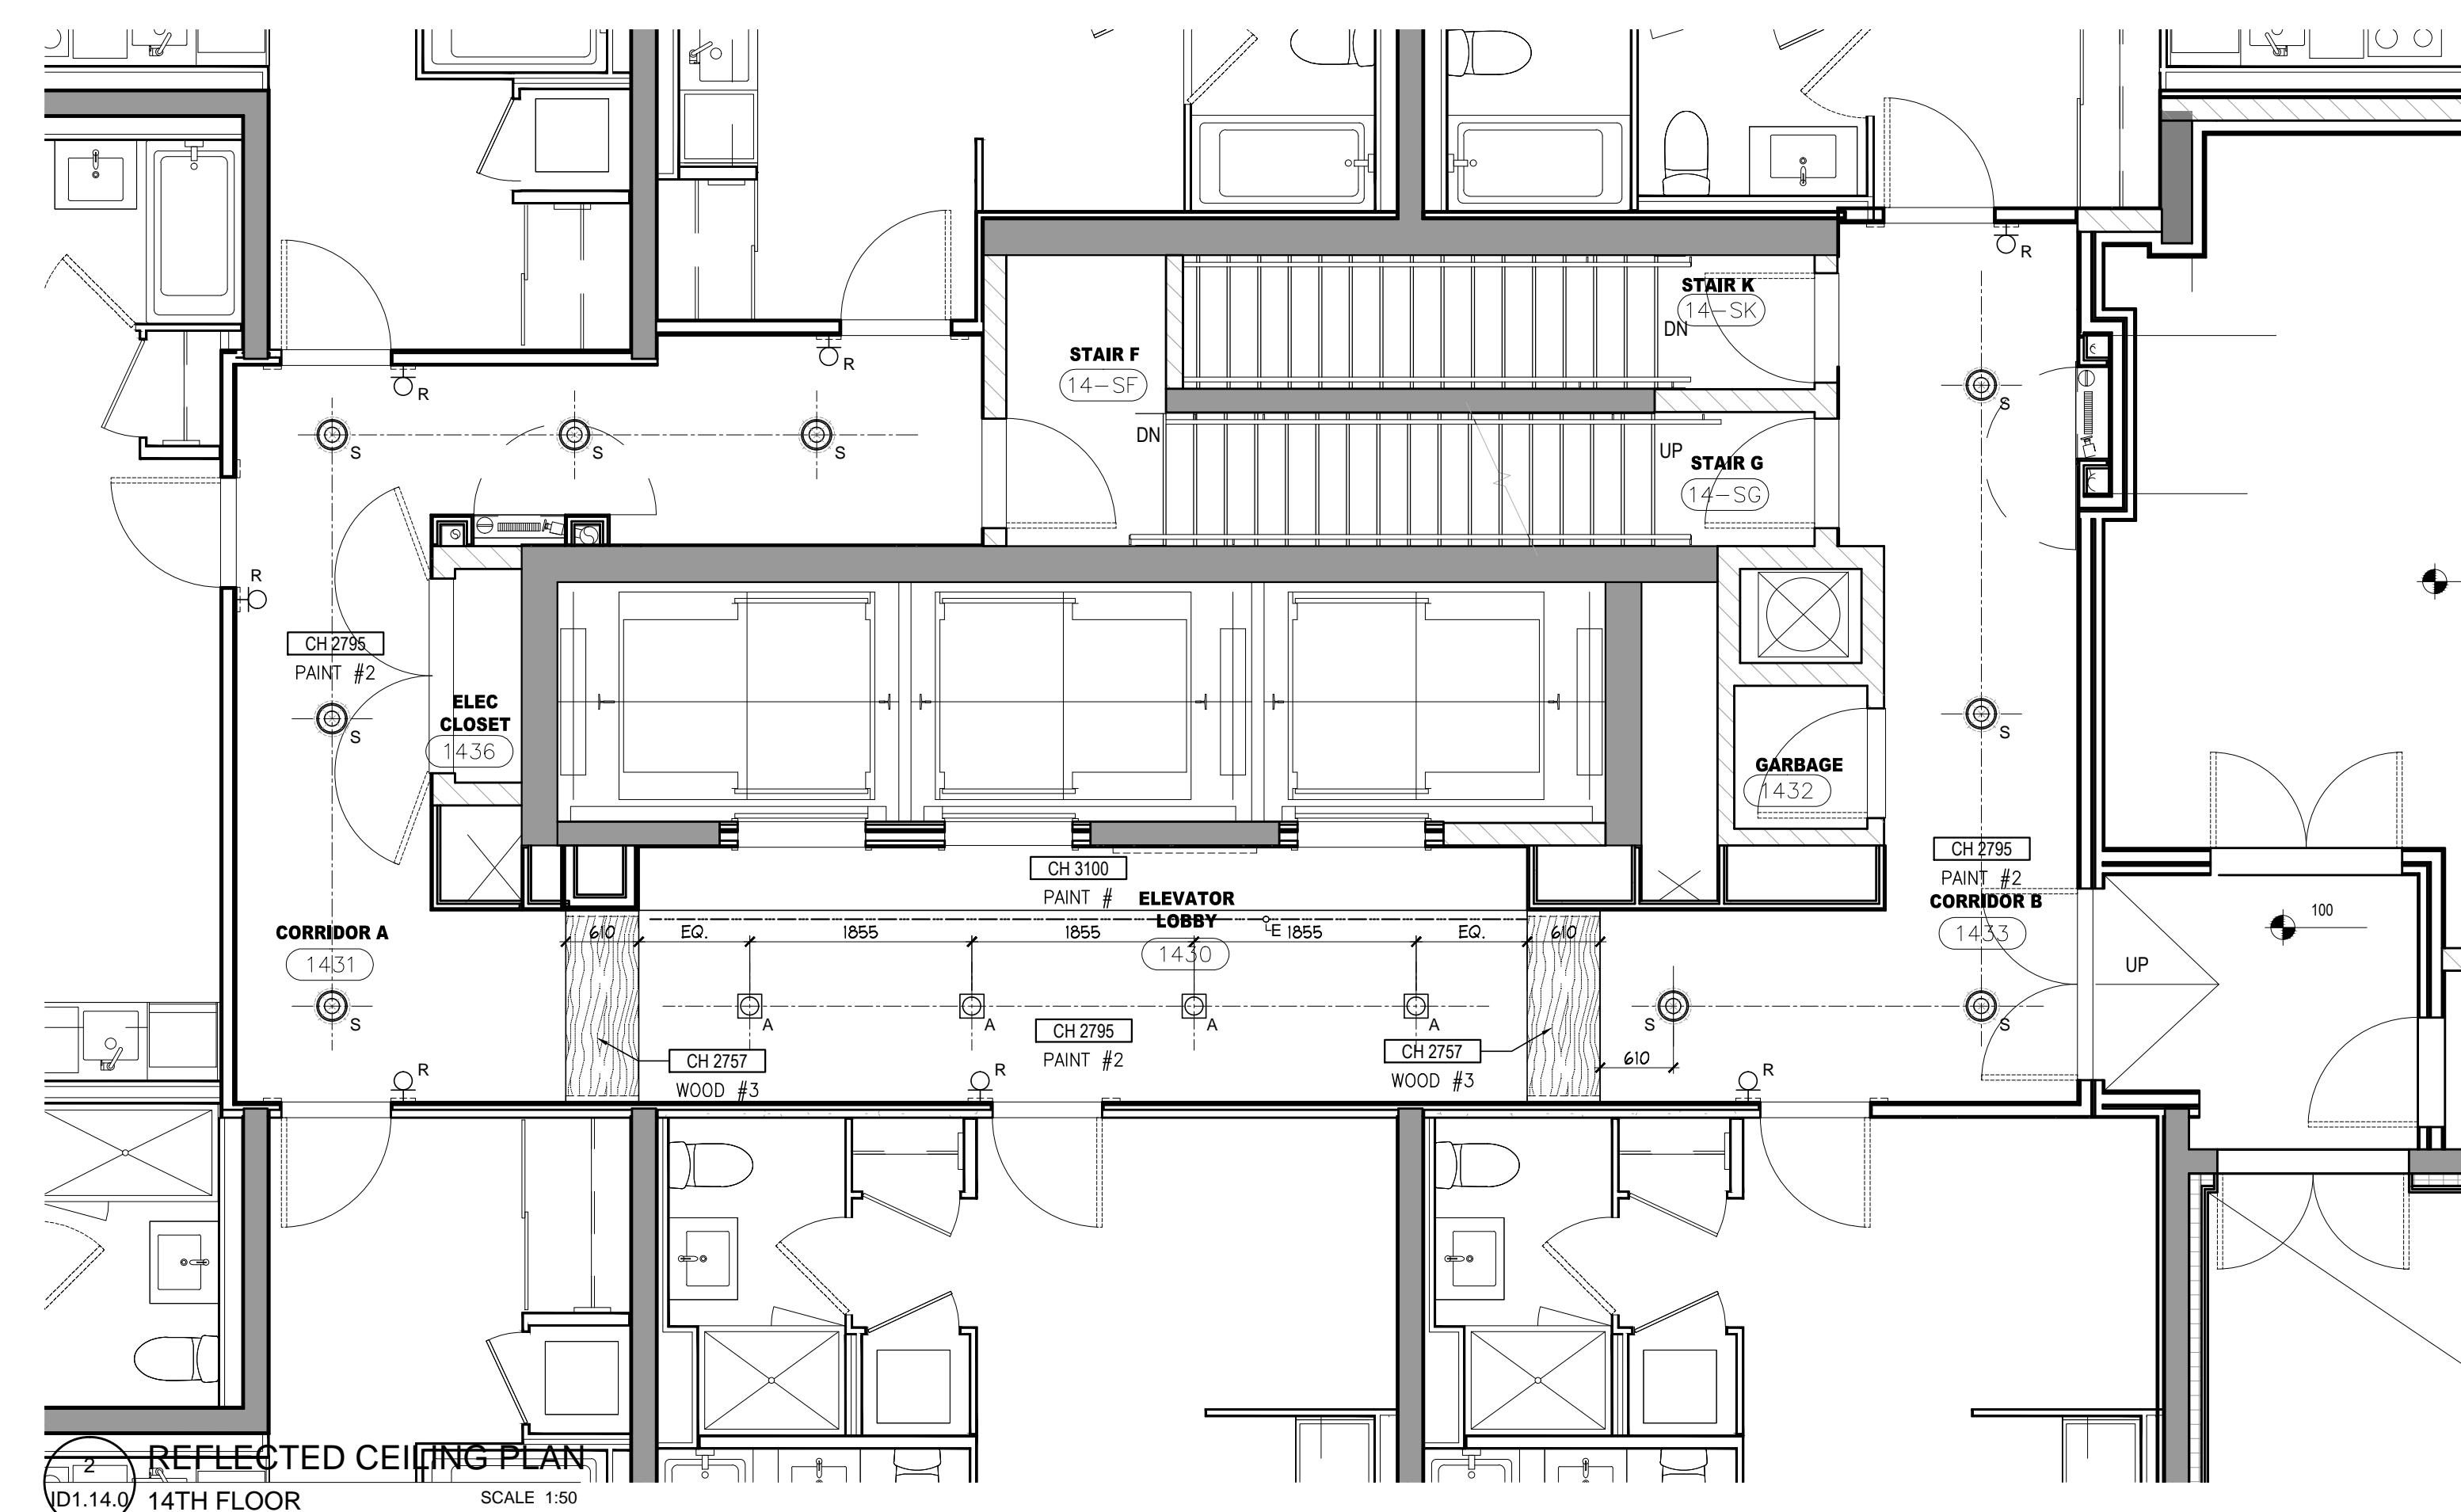 R
STAIR K
14-SK
DN
STAIR F
14-SF
R
R
S
S
S
S
DN
UP
STAIR G
14-SG
R
CH 2795
PAINT #2
ELEC
CLOSET
1436
S
S
GARBAGE
1432
CH 2795
PAINT #2
CORRIDOR B
1433
CH 3100
PAINT #
ELEVATOR
LOBBY
1430
E
CORRIDOR A
1431
610
EQ.
1855
1855
1855
EQ.
610
100
UP
S
A
A
A
A
S
S
CH 2795
PAINT #2
CH 2757
WOOD #3
CH 2757
WOOD #3
610
R
R
R
2
ID1.14.0
REFLECTED CEILING PLAN
14TH FLOOR
SCALE 1:50